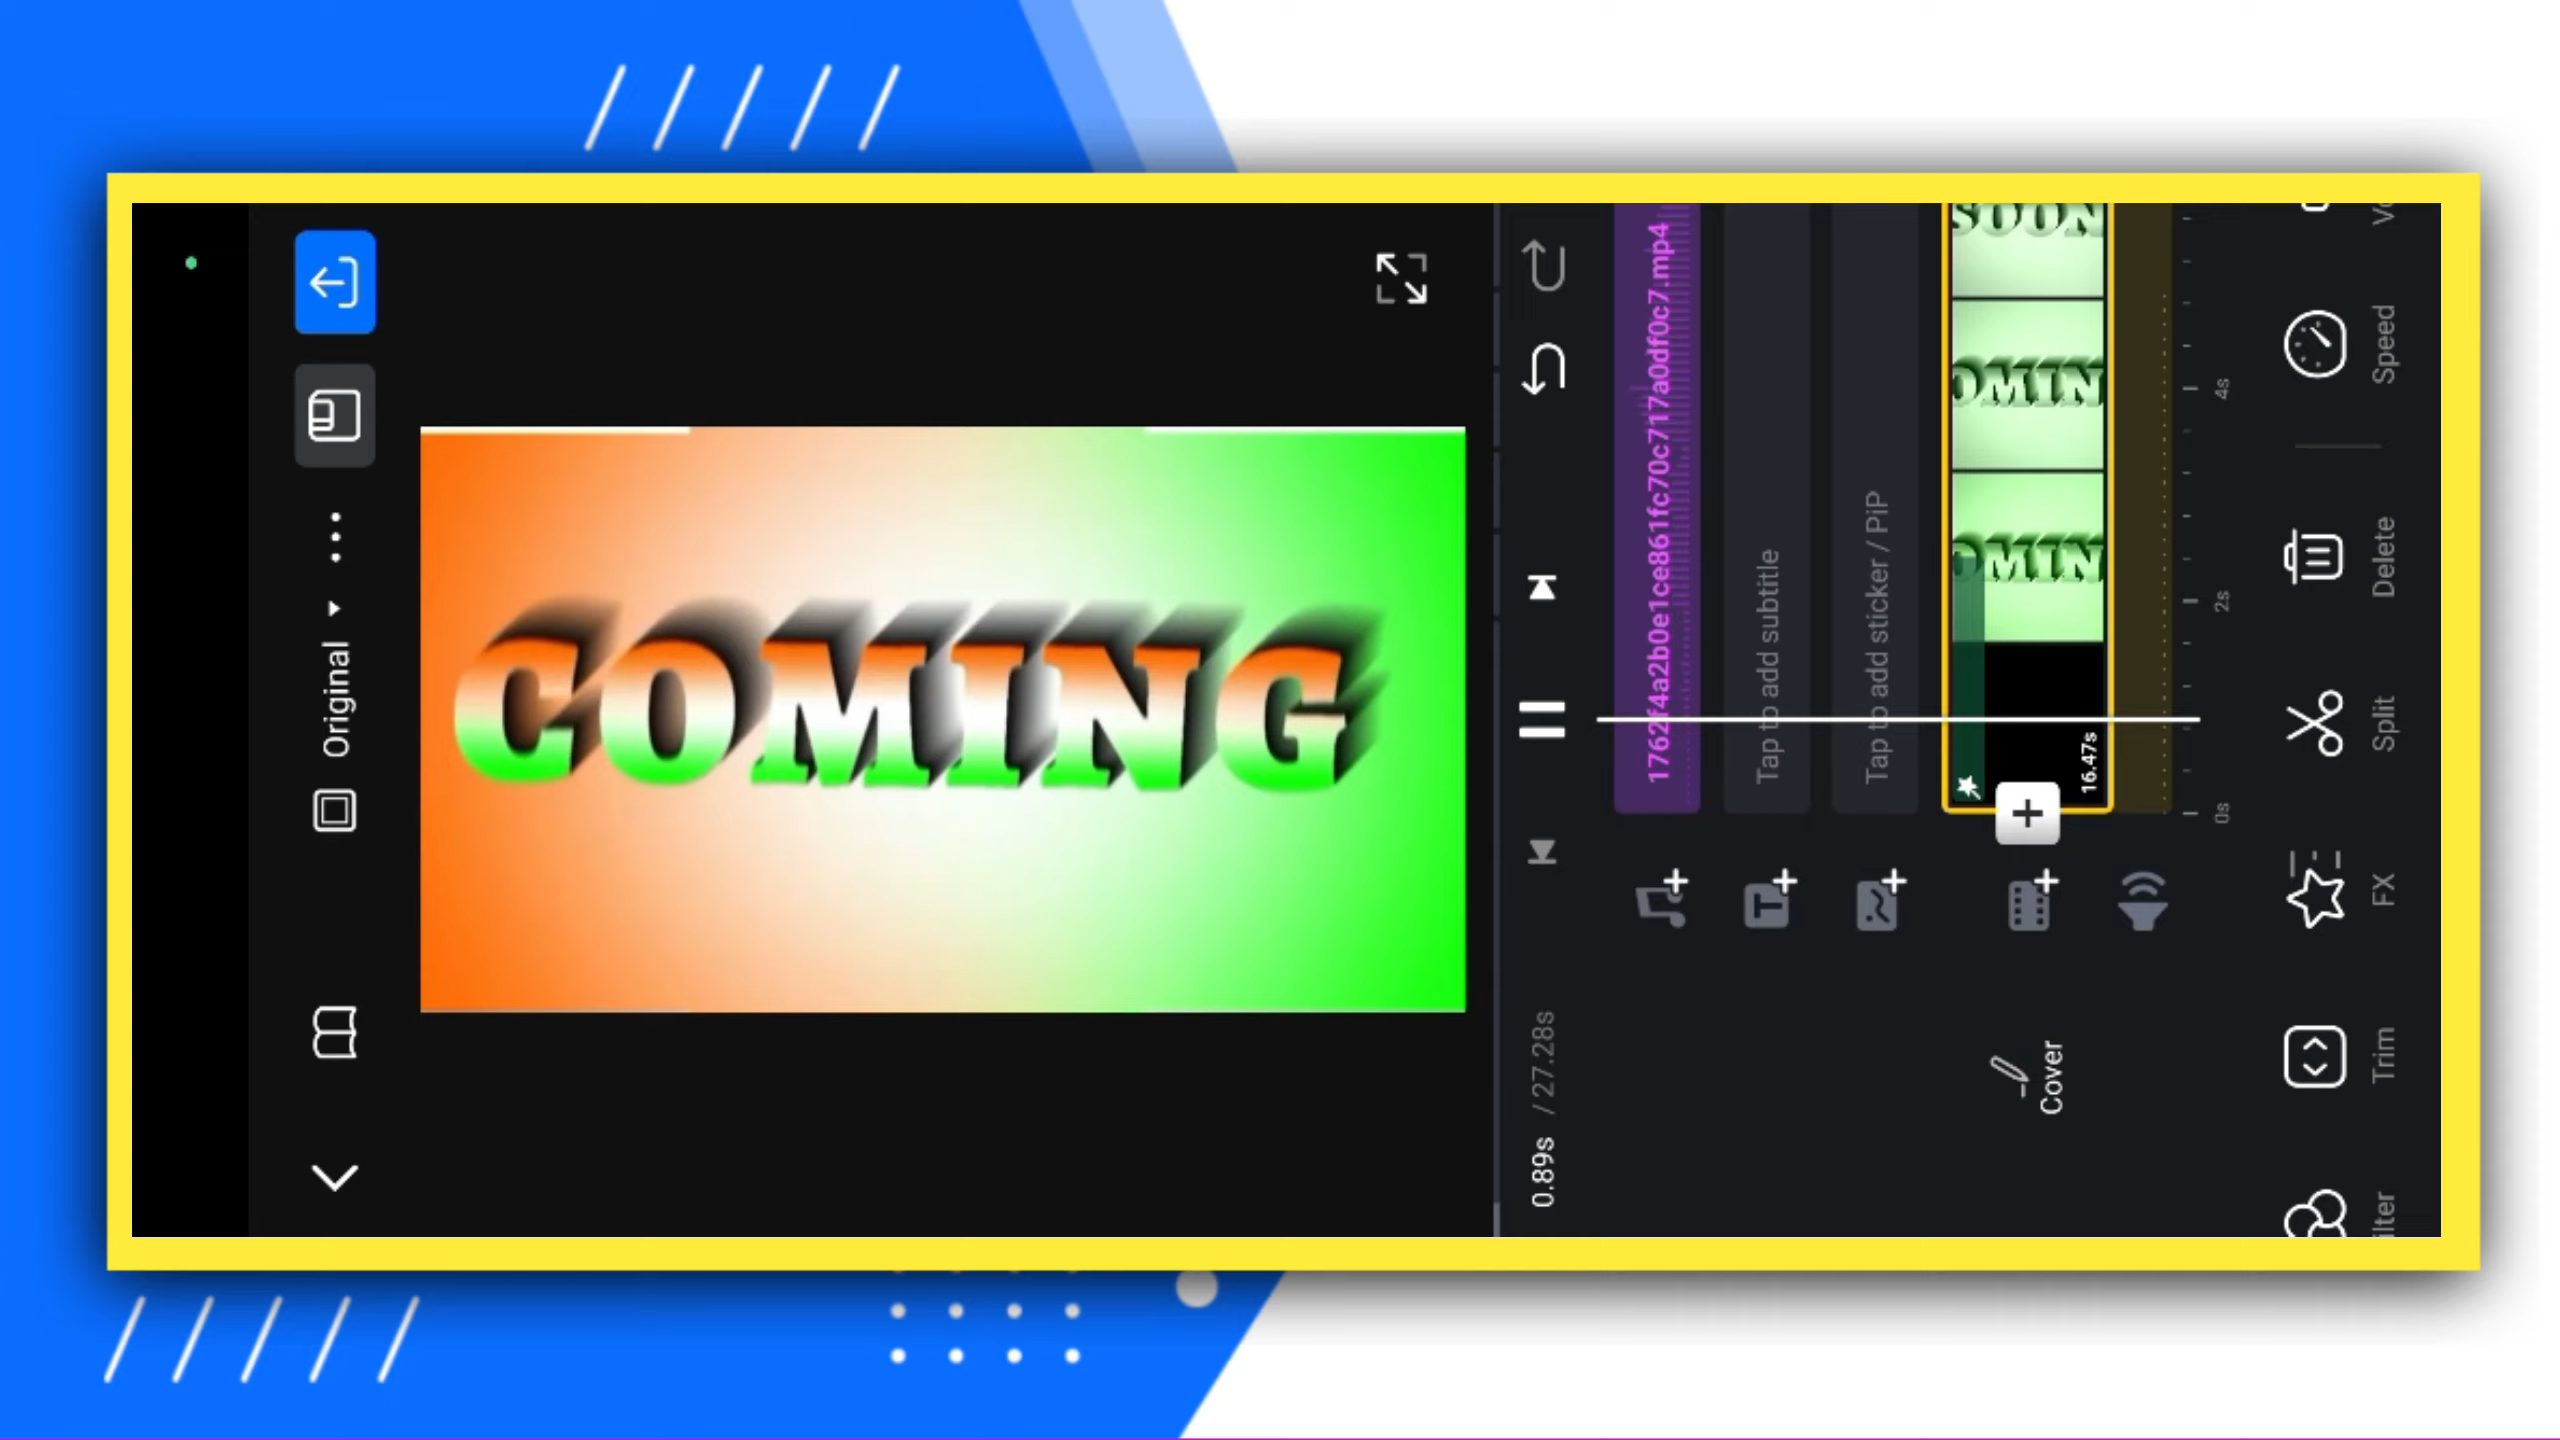 Original
COMING
0.89s / 27.28s
1762f4a2b0e1ce861fc70c717a0df0c7.mp4
Tap to add subtitle
Tap to add sticker / PiP
Cover
16.47s
OMIN
OMIN
SOON
0s
2s
4s
Trim
FX
Split
Delete
Speed